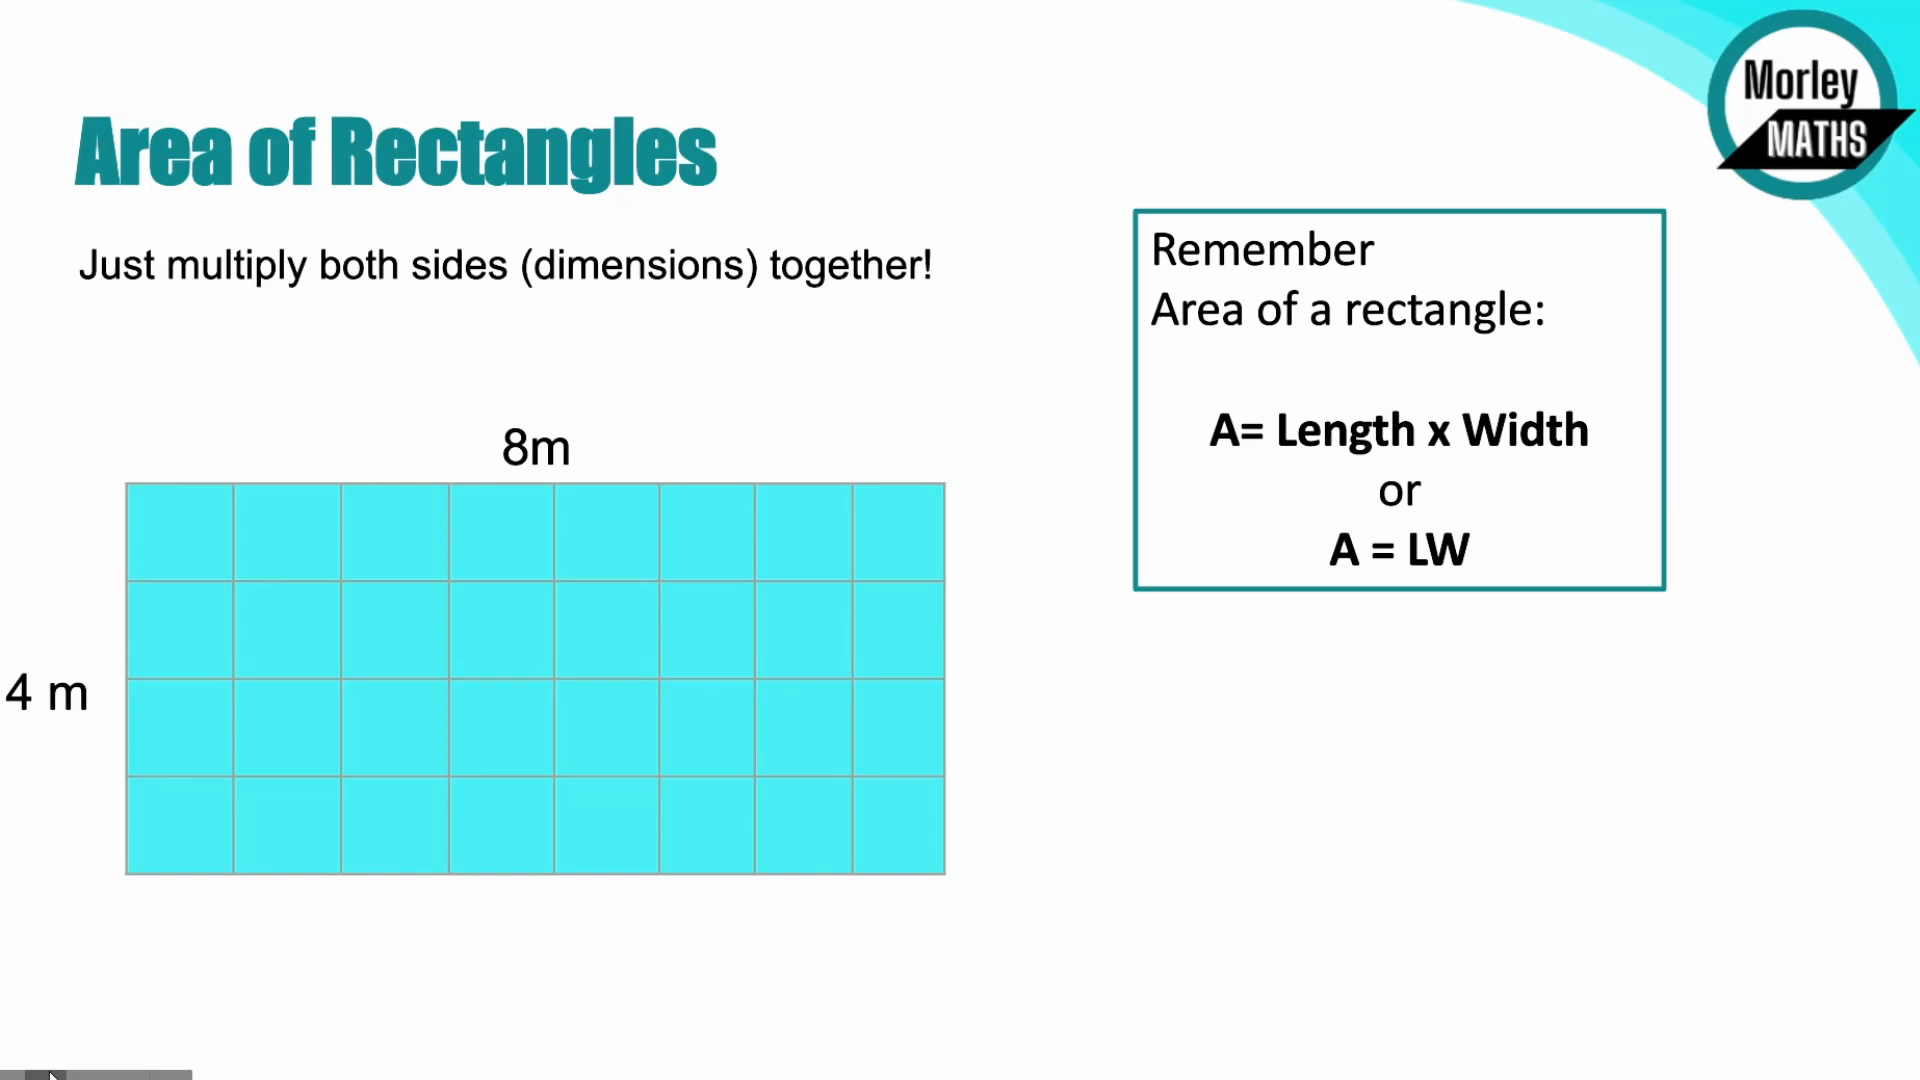 Morley
MATHS
Area of Rectangles
Just multiply both sides (dimensions) together!
Remember
Area of a rectangle:
A= Length x Width
or
A = LW
8m
4 m